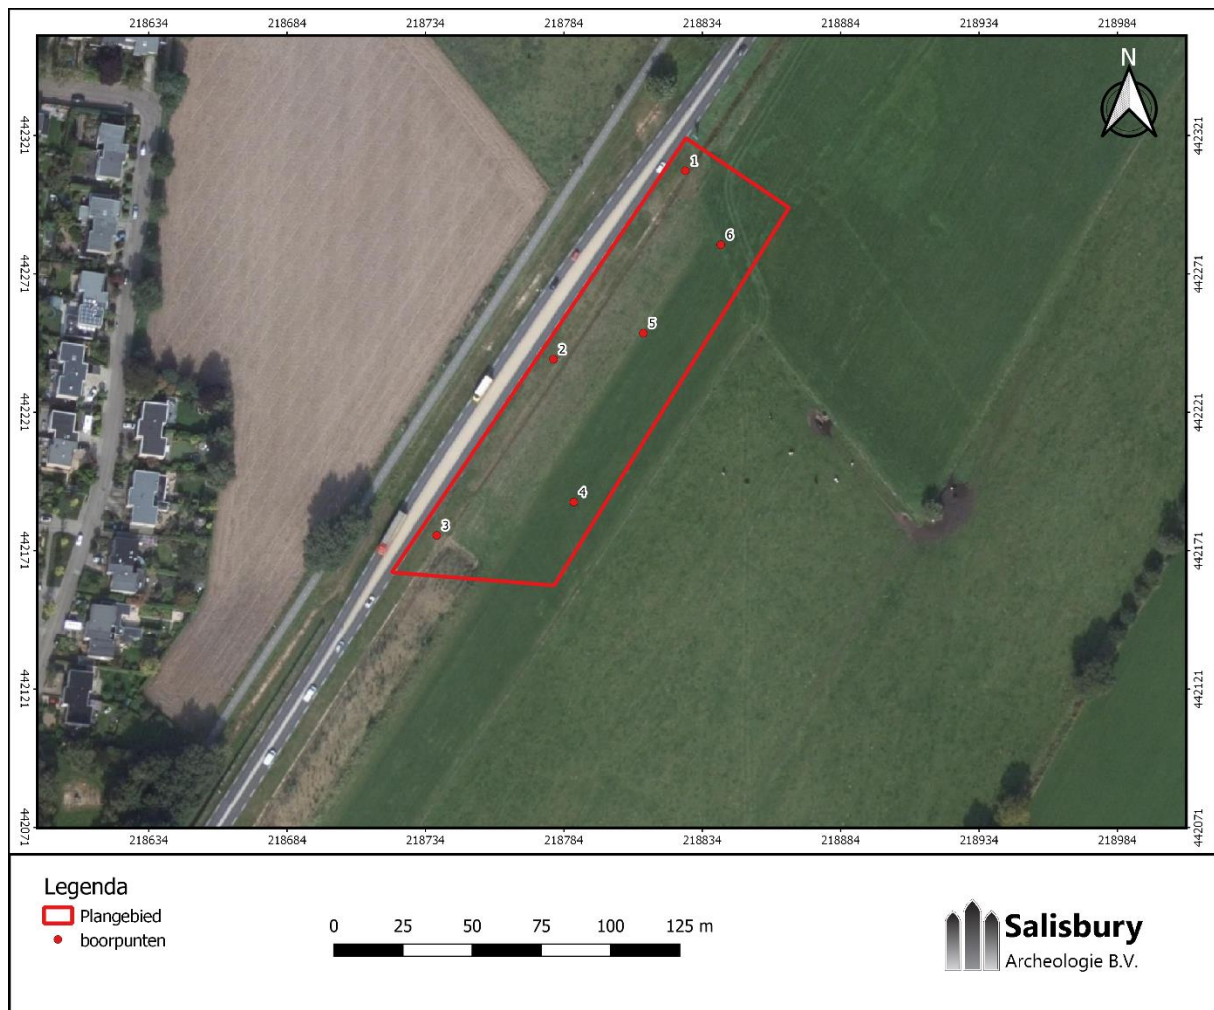 218634 218684 218734 218784 218834 218884 218934 218984
N
442321 442321
1
6
442271 442271
5
2
442221 442221
4
3
442171 442171
442121 442121
442071 442071
218634 218684 218734 218784 218834 218884 218934 218984
Legenda
Plangebied
boorpunten
0 25 50 75 100 125 m
Salisbury
Archeologie B.V.